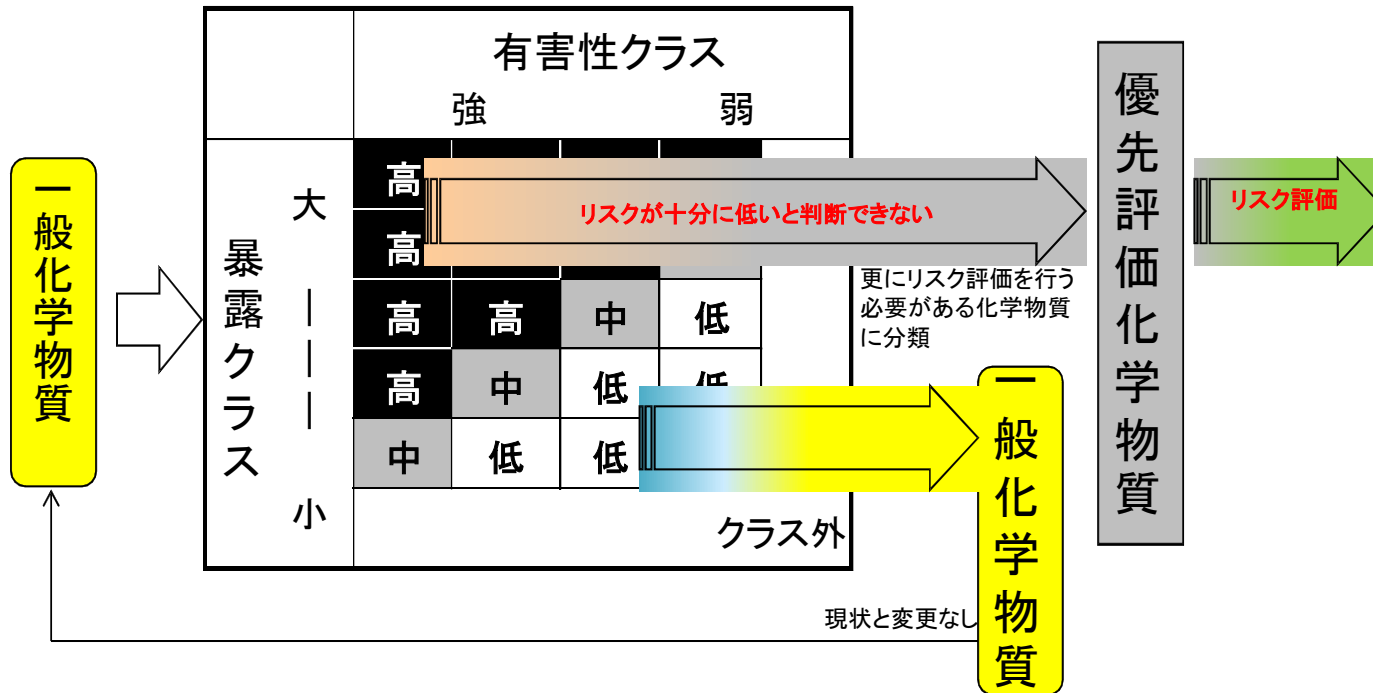 有害性クラス
強 弱
一般化学物質
暴露クラス
大
｜
｜
｜
小
高
高
高 高 中 低
高 中 低 低
中 低 低
クラス外
リスクが十分に低いと判断できない
更にリスク評価を行う
必要がある化学物質
に分類
優先評価化学物質
リスク評価
一般化学物質
現状と変更なし